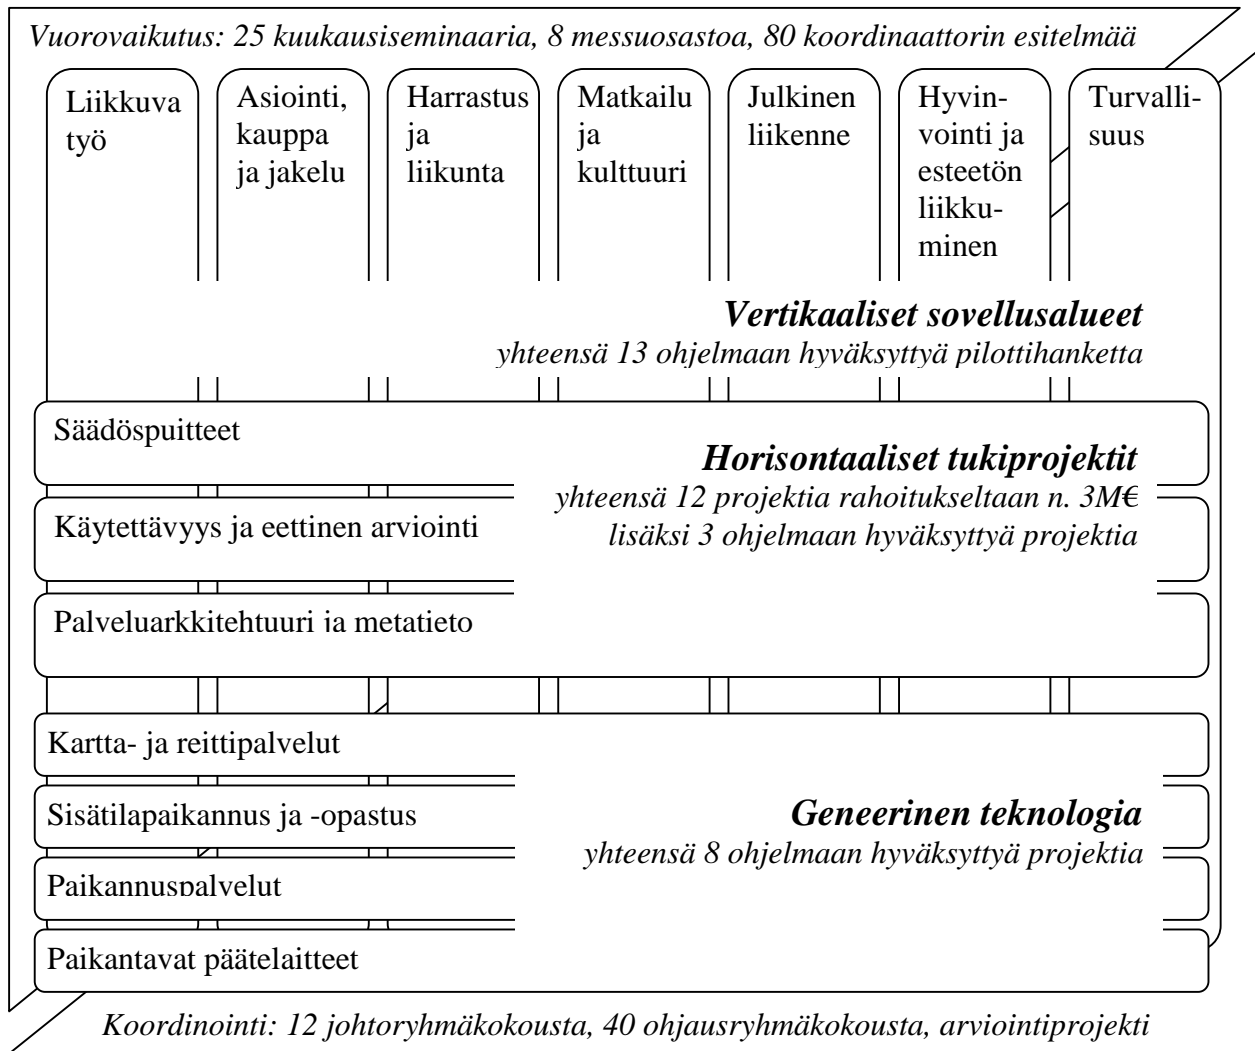 Vuorovaikutus: 25 kuukausiseminaaria, 8 messuosastoa, 80 koordinaattorin esitelmää
Liikkuva
työ
Asiointi,
kauppa
ja jakelu
Harrastus
ja
liikunta
Matkailu
ja
kulttuuri
Julkinen
liikenne
Hyvin-
vointi ja
esteetön
liikku-
minen
Turvalli-
suus
Vertikaaliset sovellusalueet
yhteensä 13 ohjelmaan hyväksyttyä pilottihanketta
Säädöspuitteet
Horisontaaliset tukiprojektit
yhteensä 12 projektia rahoitukseltaan n. 3M€
lisäksi 3 ohjelmaan hyväksyttyä projektia
Käytettävyys ja eettinen arviointi
Palveluarkkitehtuuri ja metatieto
Kartta- ja reittipalvelut
Sisätilapaikannus ja -opastus
Geneerinen teknologia
yhteensä 8 ohjelmaan hyväksyttyä projektia
Paikannuspalvelut
Paikantavat päätelaitteet
Koordinointi: 12 johtoryhmäkokousta, 40 ohjausryhmäkokousta, arviointiprojekti